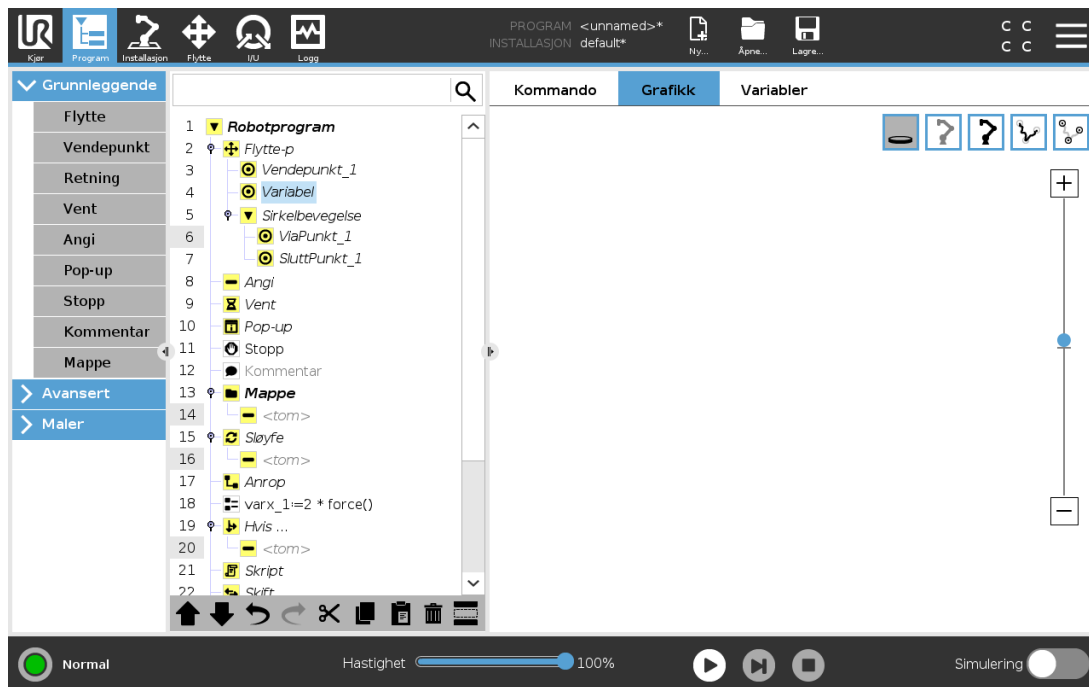 UR
Kjør
Program
Installasjon
Flytte
I/U
Logg
PROGRAM <unnamed>*
INSTALLASJON default*
Ny...
Åpne...
Lagre...
C C
C C
Grunnleggende
Flytte
Vendepunkt
Retning
Vent
Angi
Pop-up
Stopp
Kommentar
Mappe
Avansert
Maler
1 Robotprogram
2 Flytte-p
3 Vendepunkt_1
4 Variabel
5 Sirkelbevegelse
6 ViaPunkt_1
7 SluttPunkt_1
8 Angi
9 Vent
10 Pop-up
11 Stopp
12 Kommentar
13 Mappe
14 <tom>
15 Sløyfe
16 <tom>
17 Anrop
18 varx_1:=2 * force()
19 Hvis ...
20 <tom>
21 Skript
22 Skift
Kommando
Grafikk
Variabler
Normal
Hastighet
100%
Simulering